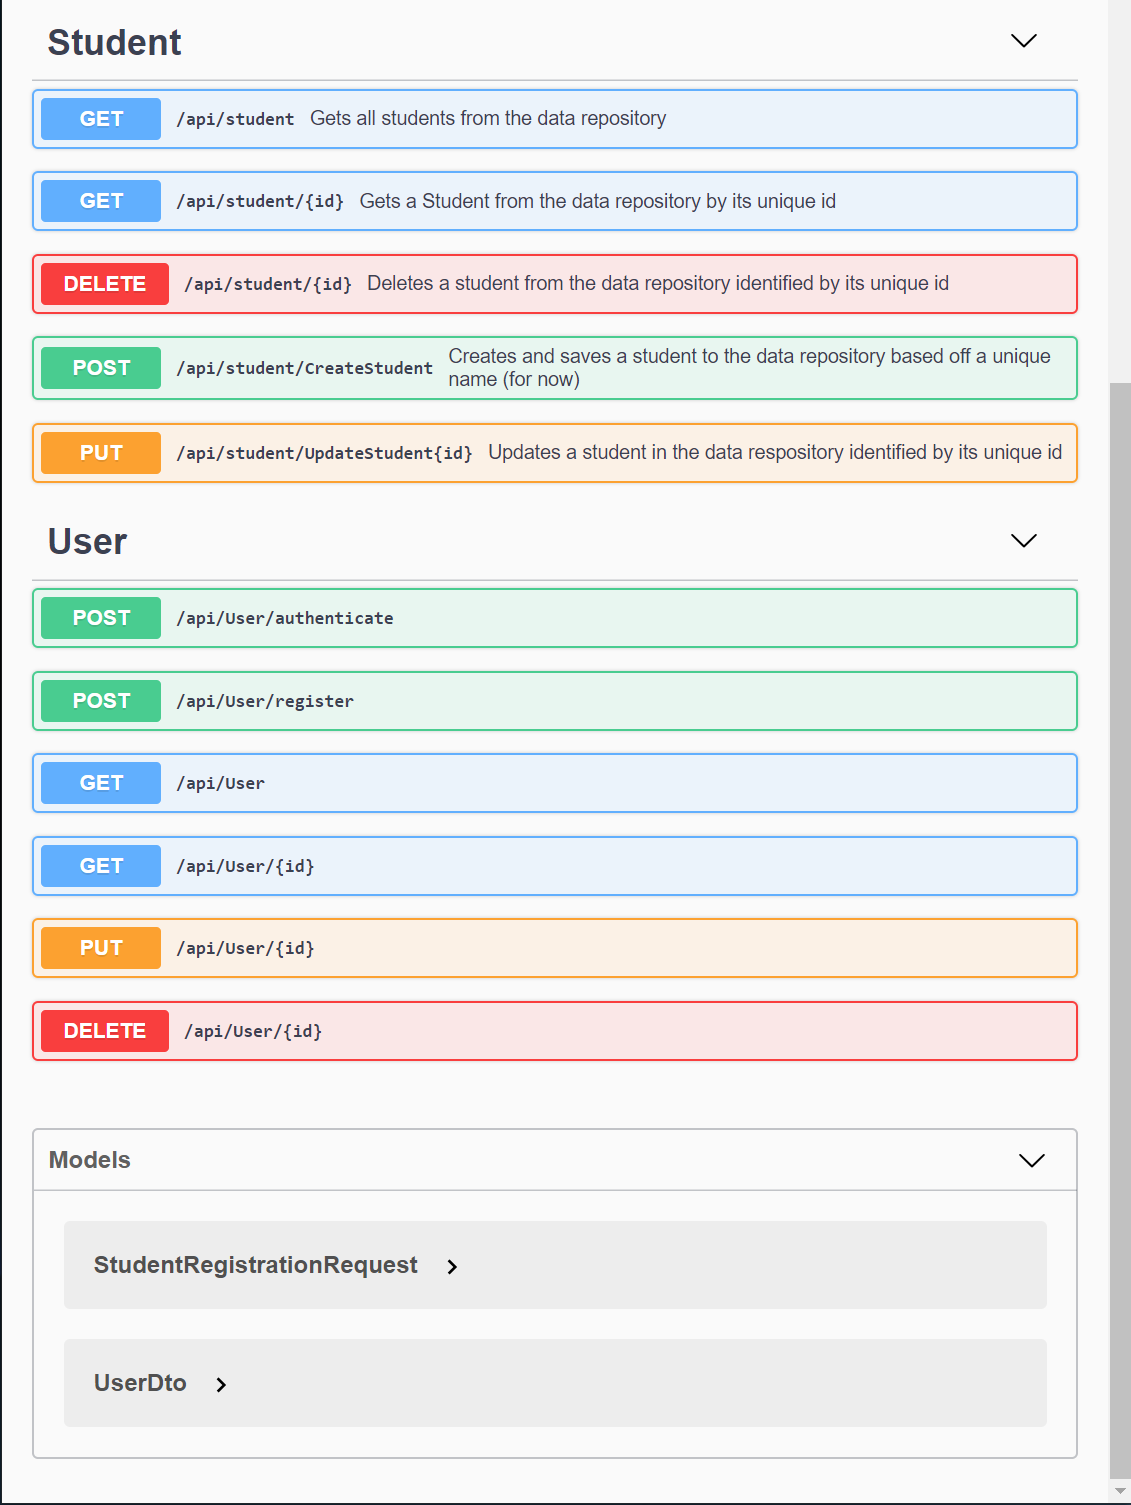 Student
GET /api/student Gets all students from the data repository
GET /api/student/{id} Gets a Student from the data repository by its unique id
DELETE /api/student/{id} Deletes a student from the data repository identified by its unique id
POST /api/student/CreateStudent Creates and saves a student to the data repository based off a unique
name (for now)
PUT /api/student/UpdateStudent{id} Updates a student in the data respository identified by its unique id
User
POST /api/User/authenticate
POST /api/User/register
GET /api/User
GET /api/User/{id}
PUT /api/User/{id}
DELETE /api/User/{id}
Models
StudentRegistrationRequest
UserDto